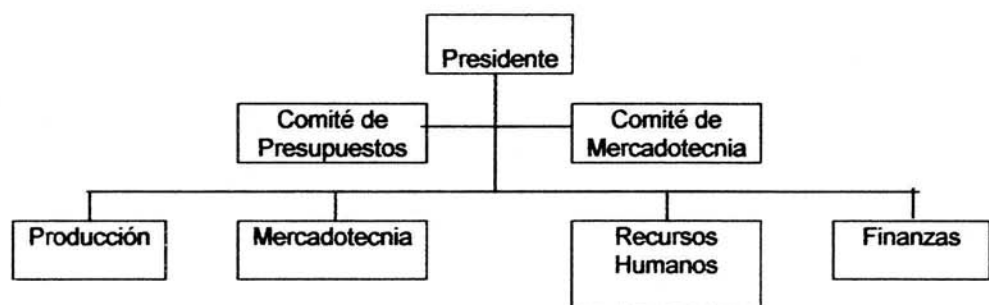 Presidente
Comité de
Presupuestos
Comité de
Mercadotecnia
Producción
Mercadotecnia
Recursos
Humanos
Finanzas